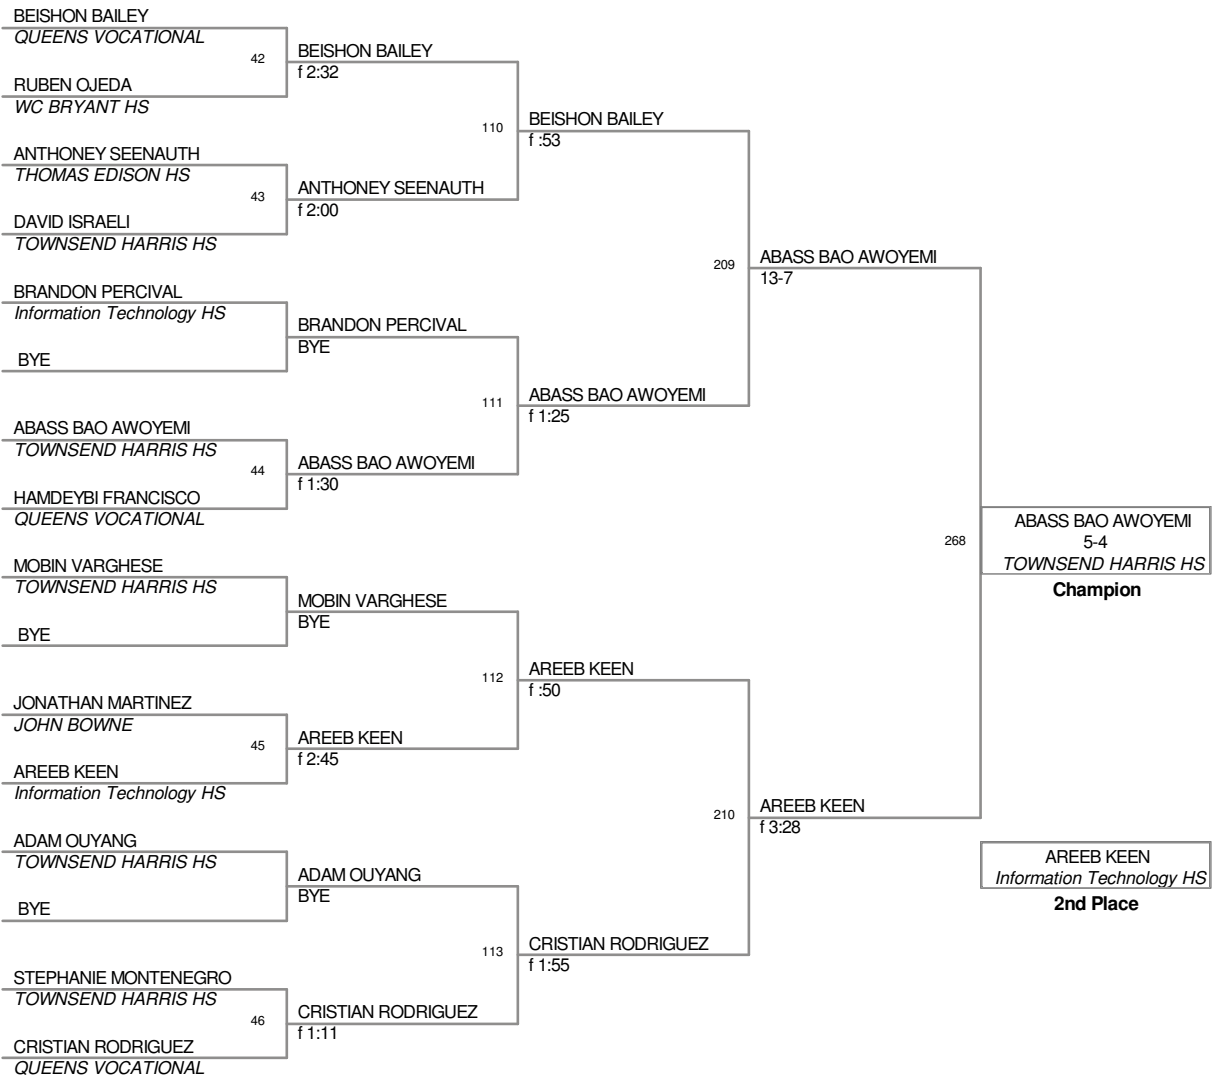 BEISHON BAILEY
QUEENS VOCATIONAL
42
BEISHON BAILEY
f 2:32
RUBEN OJEDA
WC BRYANT HS
110
BEISHON BAILEY
f :53
ANTHONEY SEENAUTH
THOMAS EDISON HS
43
ANTHONEY SEENAUTH
f 2:00
DAVID ISRAELI
TOWNSEND HARRIS HS
209
ABASS BAO AWOYEMI
13-7
BRANDON PERCIVAL
Information Technology HS
BRANDON PERCIVAL
BYE
BYE
111
ABASS BAO AWOYEMI
f 1:25
ABASS BAO AWOYEMI
TOWNSEND HARRIS HS
44
ABASS BAO AWOYEMI
f 1:30
HAMDEYBI FRANCISCO
QUEENS VOCATIONAL
268
ABASS BAO AWOYEMI
5-4
TOWNSEND HARRIS HS
Champion
MOBIN VARGHESE
TOWNSEND HARRIS HS
MOBIN VARGHESE
BYE
BYE
112
AREEB KEEN
f :50
JONATHAN MARTINEZ
JOHN BOWNE
45
AREEB KEEN
f 2:45
AREEB KEEN
Information Technology HS
210
AREEB KEEN
f 3:28
ADAM OUYANG
TOWNSEND HARRIS HS
ADAM OUYANG
BYE
BYE
AREEB KEEN
Information Technology HS
2nd Place
113
CRISTIAN RODRIGUEZ
f 1:55
STEPHANIE MONTENEGRO
TOWNSEND HARRIS HS
46
CRISTIAN RODRIGUEZ
f 1:11
CRISTIAN RODRIGUEZ
QUEENS VOCATIONAL